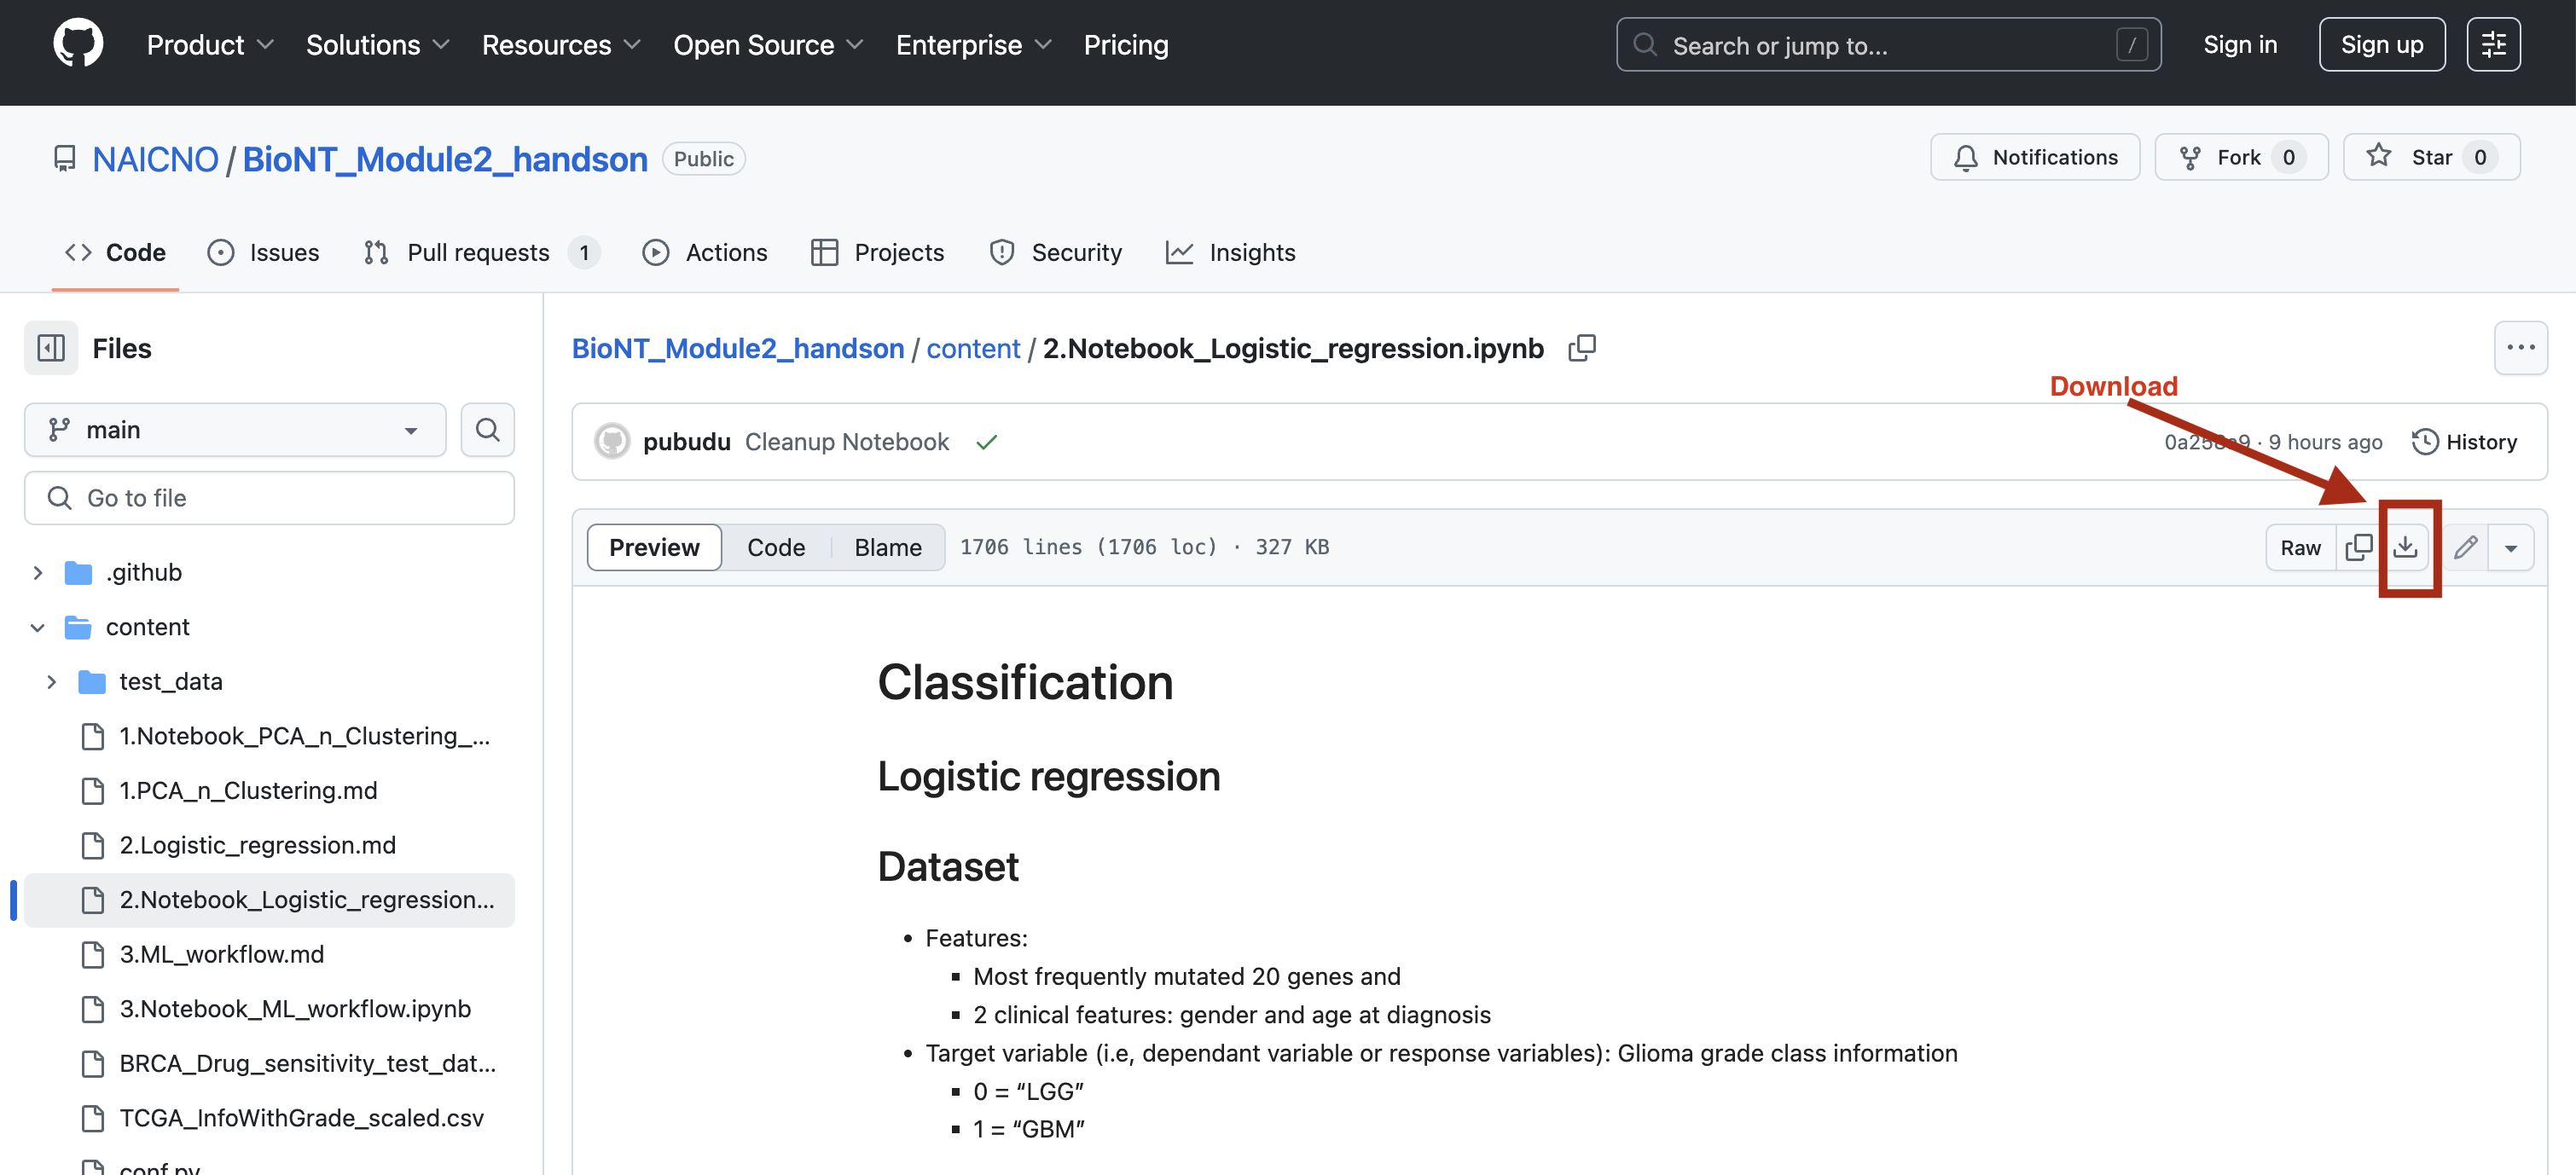 Product Solutions Resources Open Source Enterprise Pricing Search or jump to... / Sign in Sign up
NAICNO / BioNT_Module2_handson Public Notifications Fork 0 Star 0
Code Issues Pull requests 1 Actions Projects Security Insights
Files
BioNT_Module2_handson / content / 2.Notebook_Logistic_regression.ipynb
Download
main
pubudu Cleanup Notebook 9 hours ago History
Go to file
Preview Code Blame 1706 lines (1706 loc) · 327 KB Raw
.github
content
test_data
1.Notebook_PCA_n_Clustering_...
1.PCA_n_Clustering.md
2.Logistic_regression.md
2.Notebook_Logistic_regression...
3.ML_workflow.md
3.Notebook_ML_workflow.ipynb
BRCA_Drug_sensitivity_test_dat...
TCGA_InfoWithGrade_scaled.csv
conf.py
Classification
Logistic regression
Dataset
• Features:
▪ Most frequently mutated 20 genes and
▪ 2 clinical features: gender and age at diagnosis
• Target variable (i.e, dependant variable or response variables): Glioma grade class information
▪ 0 = “LGG”
▪ 1 = “GBM”